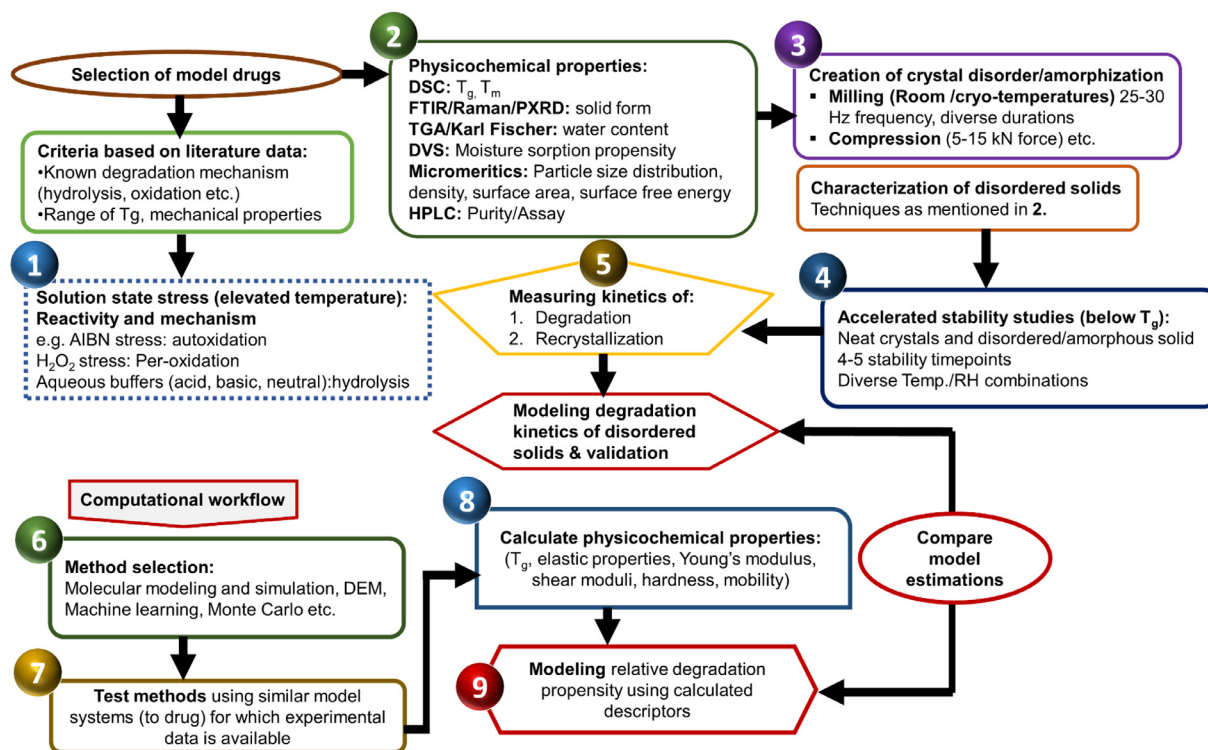 Selection of model drugs
Criteria based on literature data:
•Known degradation mechanism
(hydrolysis, oxidation etc.)
•Range of Tg, mechanical properties
1
Solution state stress (elevated temperature):
Reactivity and mechanism
e.g. AIBN stress: autoxidation
H₂O₂ stress: Per-oxidation
Aqueous buffers (acid, basic, neutral):hydrolysis
2
Physicochemical properties:
DSC: Tg, Tm
FTIR/Raman/PXRD: solid form
TGA/Karl Fischer: water content
DVS: Moisture sorption propensity
Micromeritics: Particle size distribution,
density, surface area, surface free energy
HPLC: Purity/Assay
3
Creation of crystal disorder/amorphization
▪ Milling (Room /cryo-temperatures) 25-30
Hz frequency, diverse durations
▪ Compression (5-15 kN force) etc.
Characterization of disordered solids
Techniques as mentioned in 2.
4
Accelerated stability studies (below Tg):
Neat crystals and disordered/amorphous solid
4-5 stability timepoints
Diverse Temp./RH combinations
5
Measuring kinetics of:
1. Degradation
2. Recrystallization
Modeling degradation
kinetics of disordered
solids & validation
Computational workflow
6
Method selection:
Molecular modeling and simulation, DEM,
Machine learning, Monte Carlo etc.
7
Test methods using similar model
systems (to drug) for which experimental
data is available
8
Calculate physicochemical properties:
(Tg, elastic properties, Young's modulus,
shear moduli, hardness, mobility)
9
Modeling relative degradation
propensity using calculated
descriptors
Compare
model
estimations